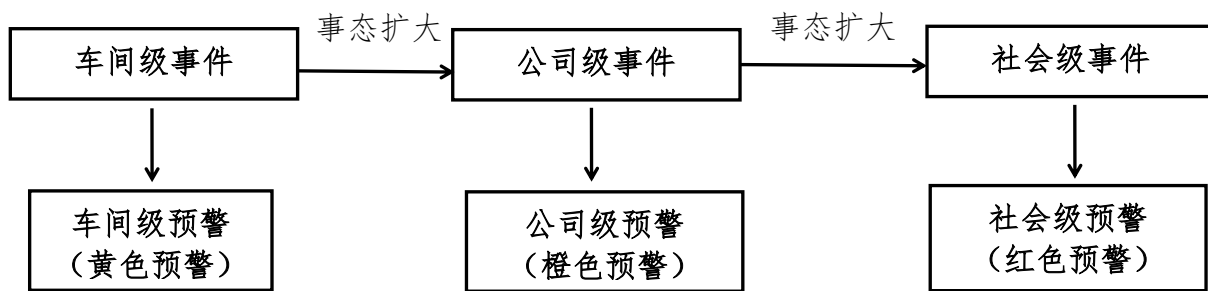 事态扩大
事态扩大
车间级事件
公司级事件
社会级事件
车间级预警
（黄色预警）
公司级预警
（橙色预警）
社会级预警
（红色预警）